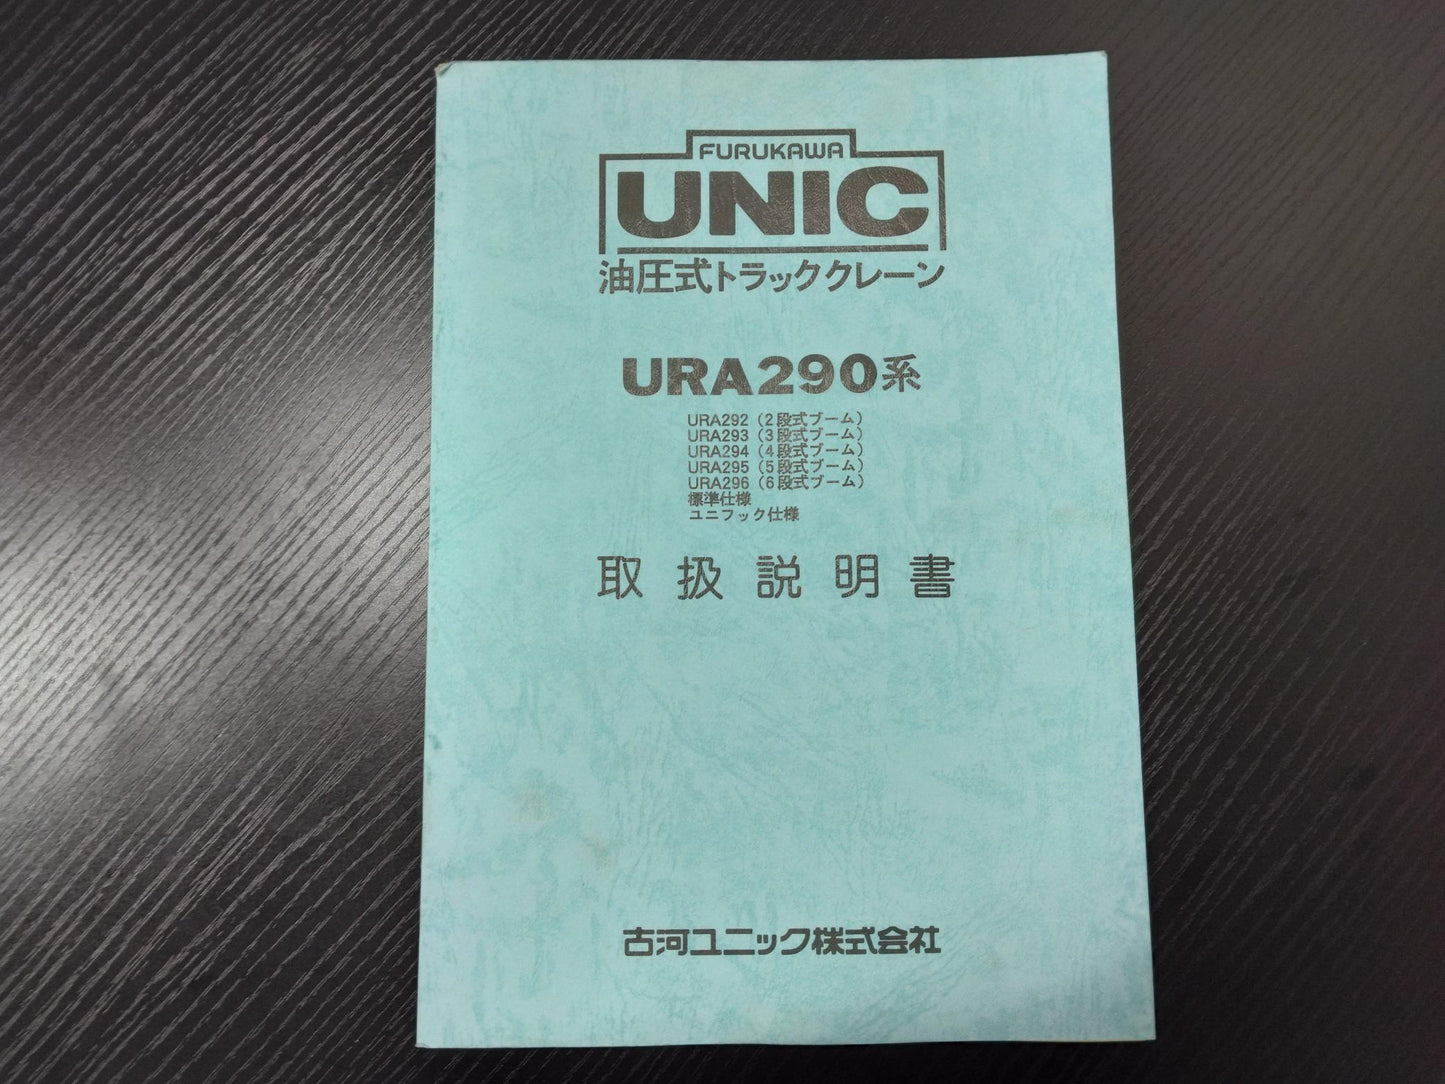 FURUKAWA
UNIC
油圧式トラッククレーン
URA290系
URA292（2段式ブーム）
URA293（3段式ブーム）
URA294（4段式ブーム）
URA295（5段式ブーム）
URA296（6段式ブーム）
標準仕様
ユニフック仕様
取扱説明書
古河ユニック株式会社